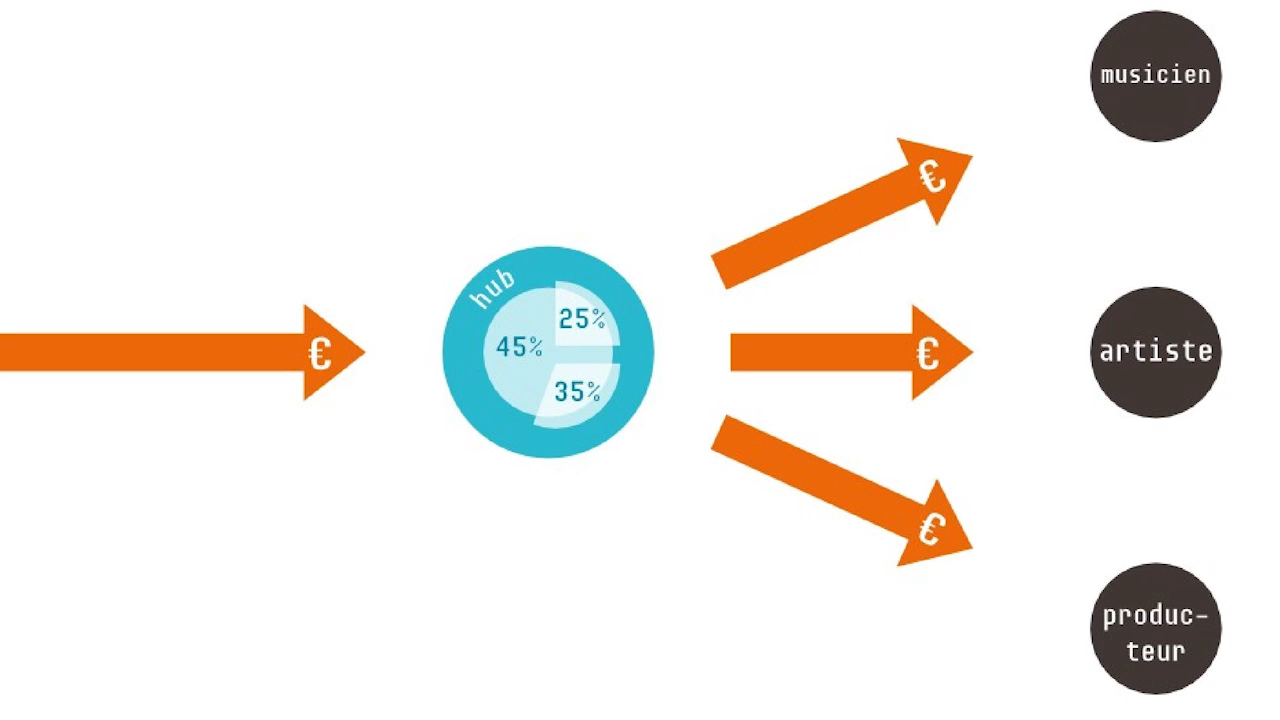 musicien
€
hub
25%
€
45%
€
artiste
35%
€
produc-
teur